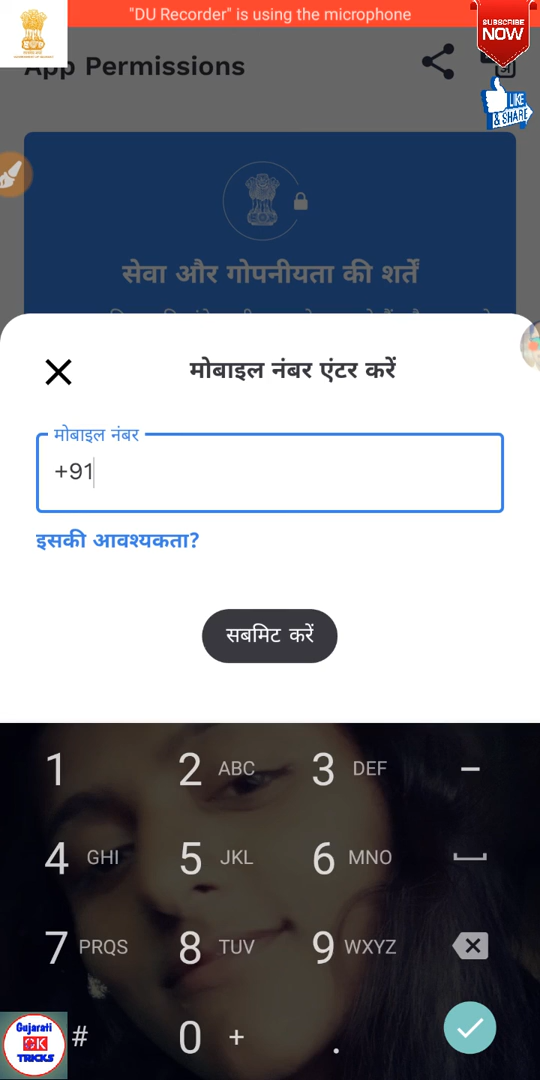 "DU Recorder" is using the microphone
SUBSCRIBE
NOW
App Permissions
LIKE
& SHARE
सेवा और गोपनीयता की शर्तें
मोबाइल नंबर एंटर करें
मोबाइल नंबर
+91
इसकी आवश्यकता?
सबमिट करें
1 2 ABC 3 DEF –
4 GHI 5 JKL 6 MNO
7 PRQS 8 TUV 9 WXYZ
# 0 + .
Gujarati
CK
TRICKS